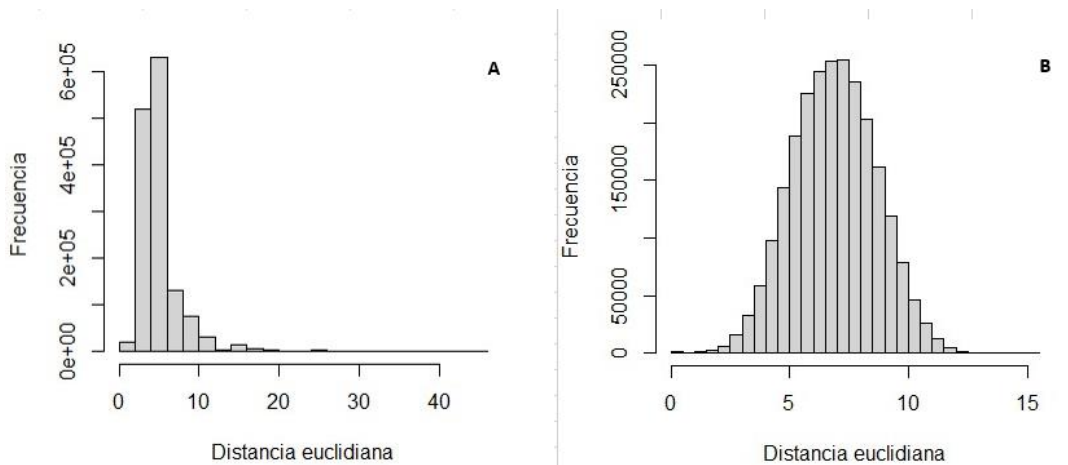 A
Frecuencia
0e+00
2e+05
4e+05
6e+05
0 10 20 30 40
Distancia euclidiana
B
Frecuencia
0
50000
150000
250000
0 5 10 15
Distancia euclidiana